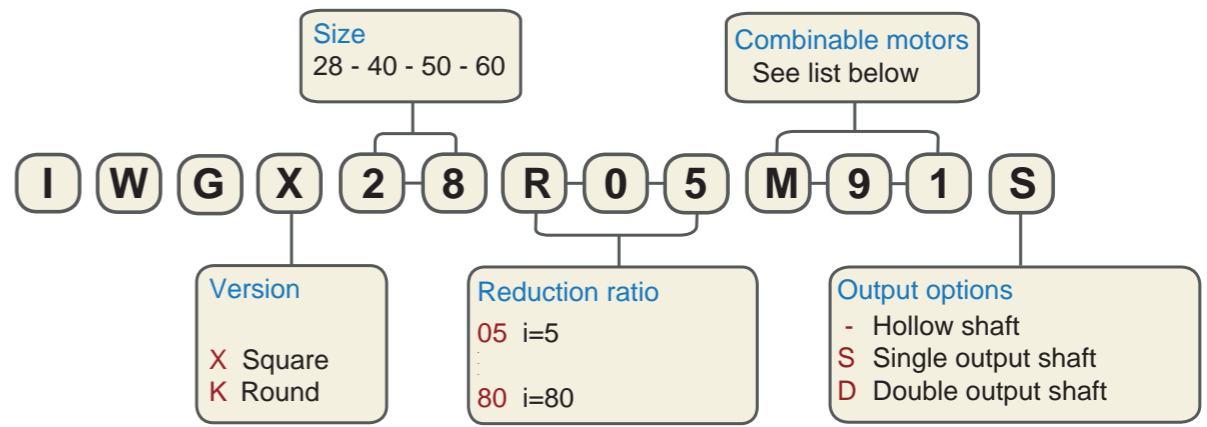 Size
28 - 40 - 50 - 60
Combinable motors
See list below
I W G X 2 8 R 0 5 M 9 1 S
Version
X Square
K Round
Reduction ratio
05 i=5
80 i=80
Output options
- Hollow shaft
S Single output shaft
D Double output shaft